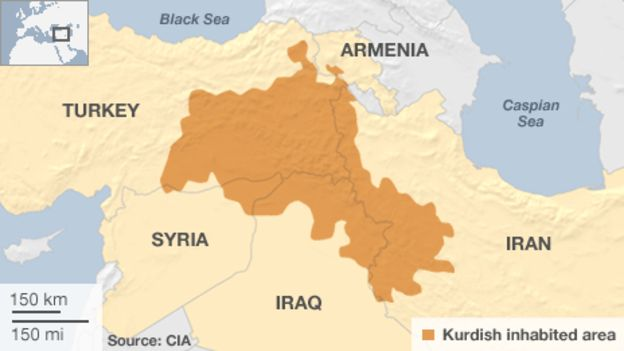 Black Sea
ARMENIA
TURKEY
Caspian
Sea
SYRIA
IRAN
IRAQ
150 km
150 mi
Source: CIA
Kurdish inhabited area